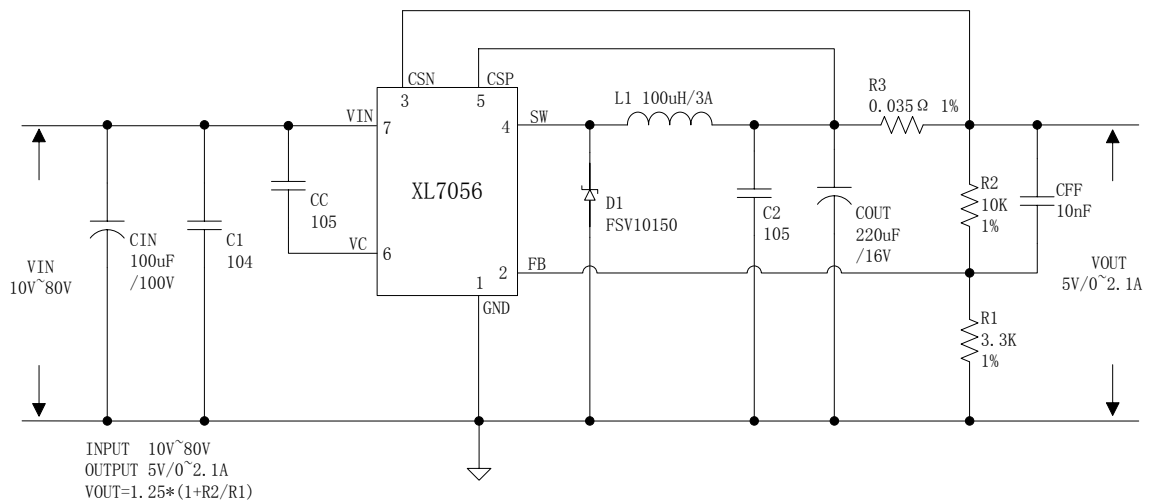 CSN
3
CSP
5
VIN
7
4
SW
L1 100uH/3A
R3
0.035Ω 1%
XL7056
CC
105
VC
6
CIN
100uF
/100V
C1
104
VIN
10V~80V
D1
FSV10150
C2
105
COUT
220uF
/16V
R2
10K
1%
CFF
10nF
FB
2
1
GND
VOUT
5V/0~2.1A
R1
3.3K
1%
INPUT 10V~80V
OUTPUT 5V/0~2.1A
VOUT=1.25*(1+R2/R1)